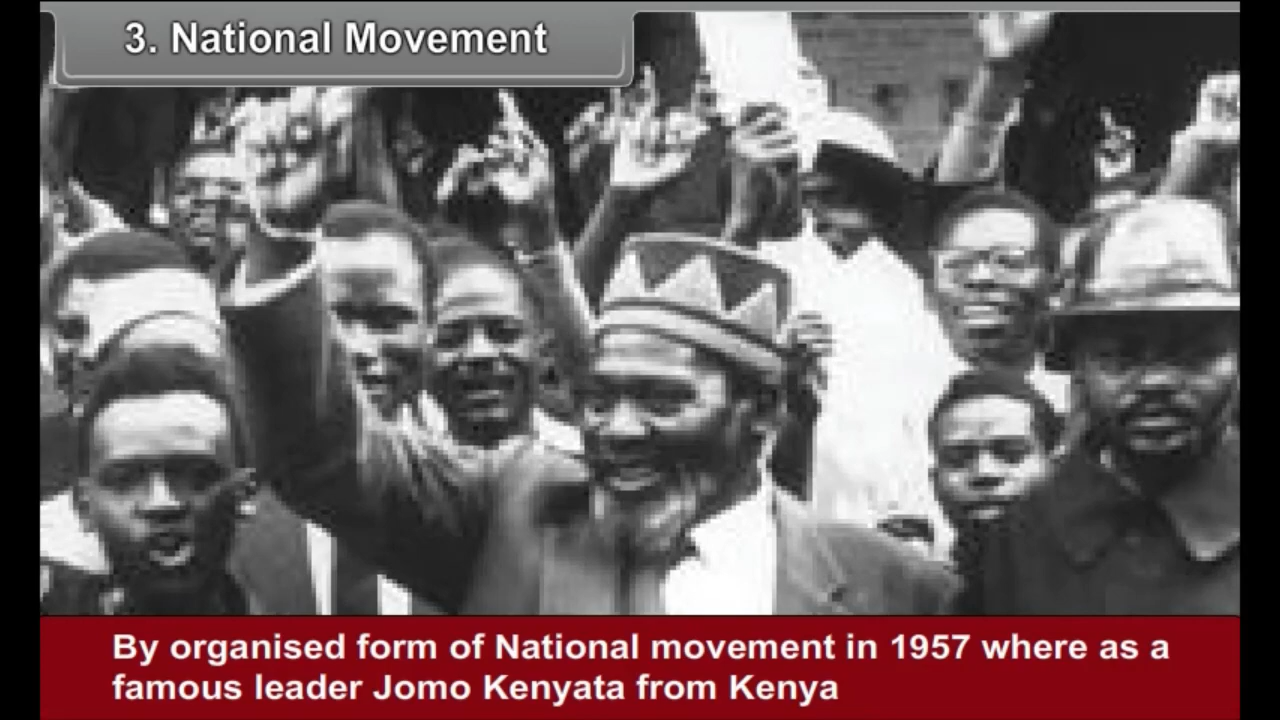 3. National Movement
By organised form of National movement in 1957 where as a
famous leader Jomo Kenyata from Kenya